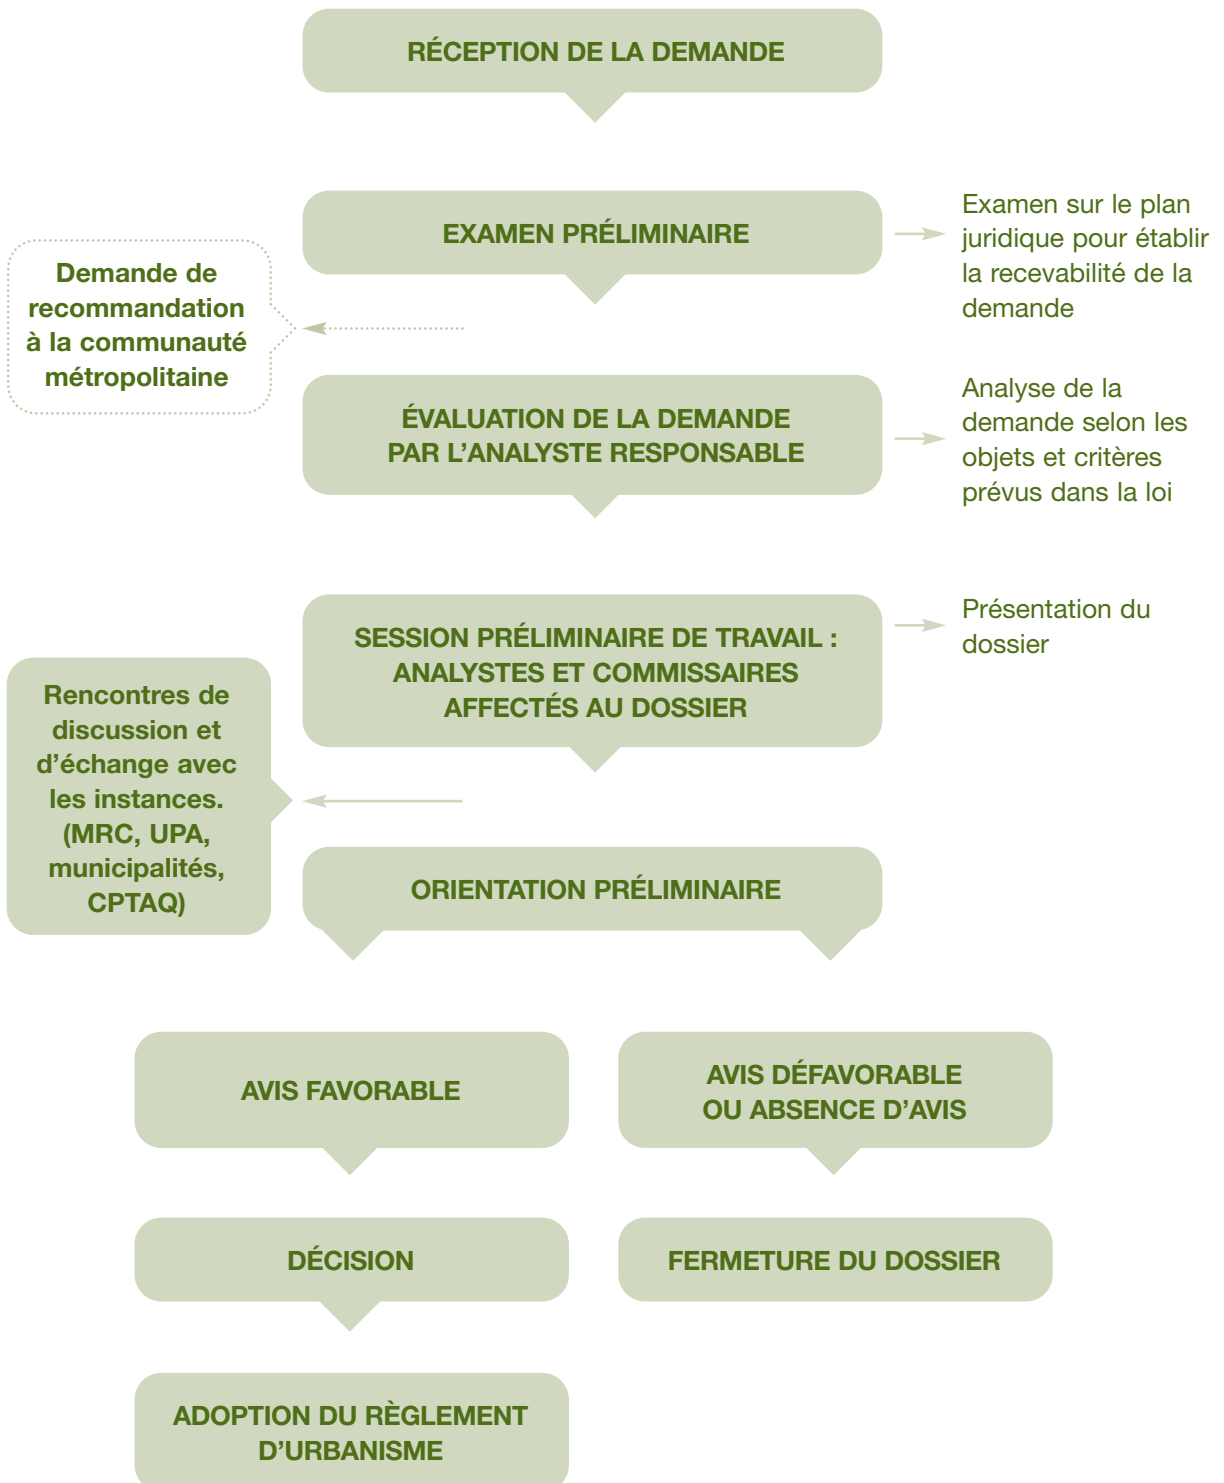 RÉCEPTION DE LA DEMANDE
EXAMEN PRÉLIMINAIRE
Examen sur le plan
juridique pour établir
la recevabilité de la
demande
Demande de
recommandation
à la communauté
métropolitaine
ÉVALUATION DE LA DEMANDE
PAR L’ANALYSTE RESPONSABLE
Analyse de la
demande selon les
objets et critères
prévus dans la loi
SESSION PRÉLIMINAIRE DE TRAVAIL :
ANALYSTES ET COMMISSAIRES
AFFECTÉS AU DOSSIER
Présentation du
dossier
Rencontres de
discussion et
d’échange avec
les instances.
(MRC, UPA,
municipalités,
CPTAQ)
ORIENTATION PRÉLIMINAIRE
AVIS FAVORABLE
AVIS DÉFAVORABLE
OU ABSENCE D’AVIS
DÉCISION
FERMETURE DU DOSSIER
ADOPTION DU RÈGLEMENT
D’URBANISME